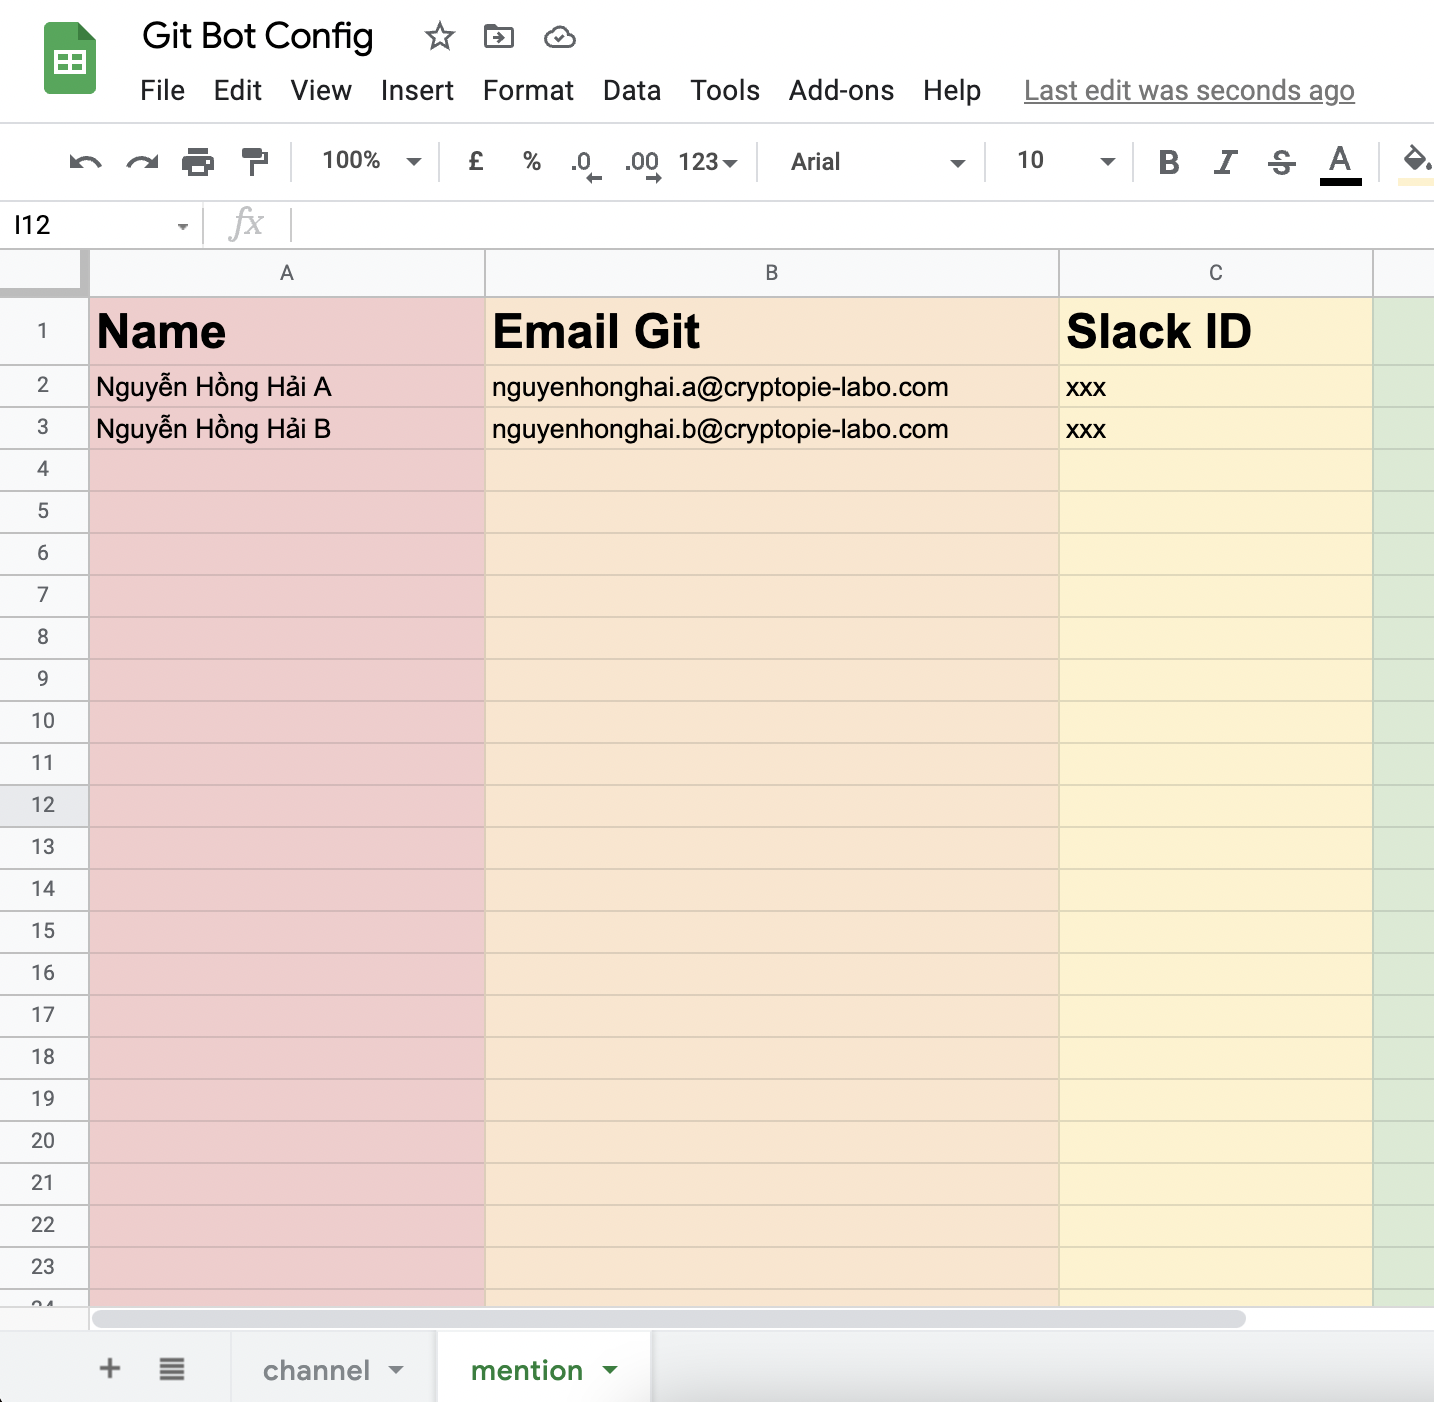 Git Bot Config
File Edit View Insert Format Data Tools Add-ons Help Last edit was seconds ago
100% £ % .0 .00 123 Arial 10 B I S A
I12 fx
A B C
1 Name Email Git Slack ID
2 Nguyễn Hồng Hải A nguyenhonghai.a@cryptopie-labo.com xxx
3 Nguyễn Hồng Hải B nguyenhonghai.b@cryptopie-labo.com xxx
4
5
6
7
8
9
10
11
12
13
14
15
16
17
18
19
20
21
22
23
24
+ channel mention